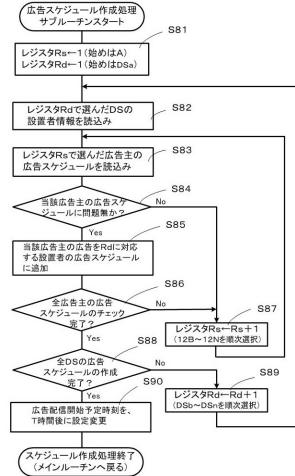 広告スケジュール作成処理
サブルーチンスタート
S81
レジスタRs←1(始めはA)
レジスタRd←1(始めはDSa)
S82
レジスタRdで選んだDSの
設置者情報を読込み
S83
レジスタRsで選んだ広告主の
広告スケジュールを読込み
S84
当該広告主の広告スケ
ジュールに問題無か?
No
Yes
S85
当該広告主の広告をRdに対応
する設置者の広告スケジュール
に追加
S86
全広告主の広告
スケジュールのチェック
完了?
No
Yes
S87
レジスタRs←Rs+1
(12B~12Nを順次選択)
S88
全DSの広告
スケジュールの作成
完了?
No
Yes
S89
レジスタRd←Rd+1
(DSb~DSnを順次選択)
S90
広告配信開始予定時刻を、
T時間後に設定変更
スケジュール作成処理終了
(メインルーチンへ戻る)